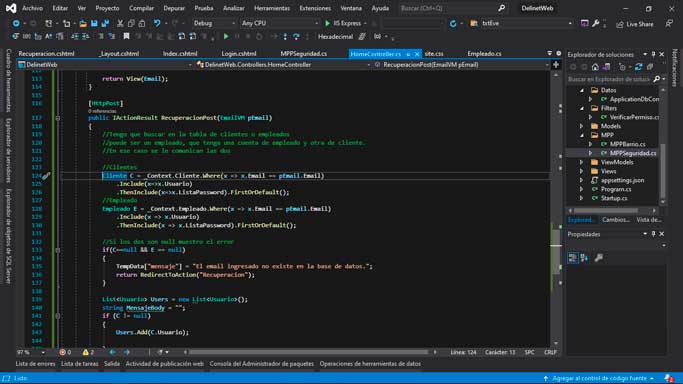 Archivo Editar Ver Proyecto Compilar Depurar Prueba Analizar Herramientas Extensiones Ventana Ayuda Buscar (Ctrl+Q) DelinetWeb
Debug Any CPU IIS Express txtEve Live Share
Hexadecimal
Recuperacion.cshtml _Layout.cshtml Index.cshtml Login.cshtml MPPSeguridad.cs HomeController.cs site.css Empleado.cs
DelinetWeb DelinetWeb.Controllers.HomeController RecuperacionPost(EmailVM pEmail)
113 return View(Email);
114 }
115
116 [HttpPost]
0 referencias
117 public IActionResult RecuperacionPost(EmailVM pEmail)
118 {
119 //Tengo que buscar en la tabla de clientes o empleados
120 //puede ser un empleado, que tenga una cuenta de empleado y otra de cliente.
121 //En ese caso se le comunican las dos
122
123 //Clientes
124 Cliente C = _Context.Cliente.Where(x => x.Email == pEmail.Email)
125 .Include(x=>x.Usuario)
126 .ThenInclude(x=>x.ListaPassword).FirstOrDefault();
127 //Empleado
128 Empleado E = _Context.Empleado.Where(x => x.Email == pEmail.Email)
129 .Include(x => x.Usuario)
130 .ThenInclude(x => x.ListaPassword).FirstOrDefault();
131
132 //Si los dos son null muestro el error
133 if(C==null && E == null)
134 {
135 TempData["mensaje"] = "El email ingresado no existe en la base de datos.";
136 return RedirectToAction("Recuperacion");
137 }
138
139 List<Usuario> Users = new List<Usuario>();
140 string MensajeBody = "";
141 if (C != null)
142 {
143 Users.Add(C.Usuario);
144
97 % 0 2 Línea: 124 Carácter: 13 SPC CRLF
Lista de errores Lista de tareas Salida Actividad de publicación web Consola del Administrador de paquetes Operaciones de herramientas de datos
Listo Agregar al control de código fuente 2
Cuadro de herramientas
Explorador de servidores
Explorador de objetos de SQL Server
Explorador de soluciones
Buscar en Explorador de soluc
Datos
ApplicationDbCon
Filters
VerificarPermiso.cs
Models
MPP
MPPBarrio.cs
MPPSeguridad.cs
ViewModels
Views
appsettings.json
Program.cs
Startup.cs
Explorad... Cambios... Vista de...
Propiedades
Notificaciones